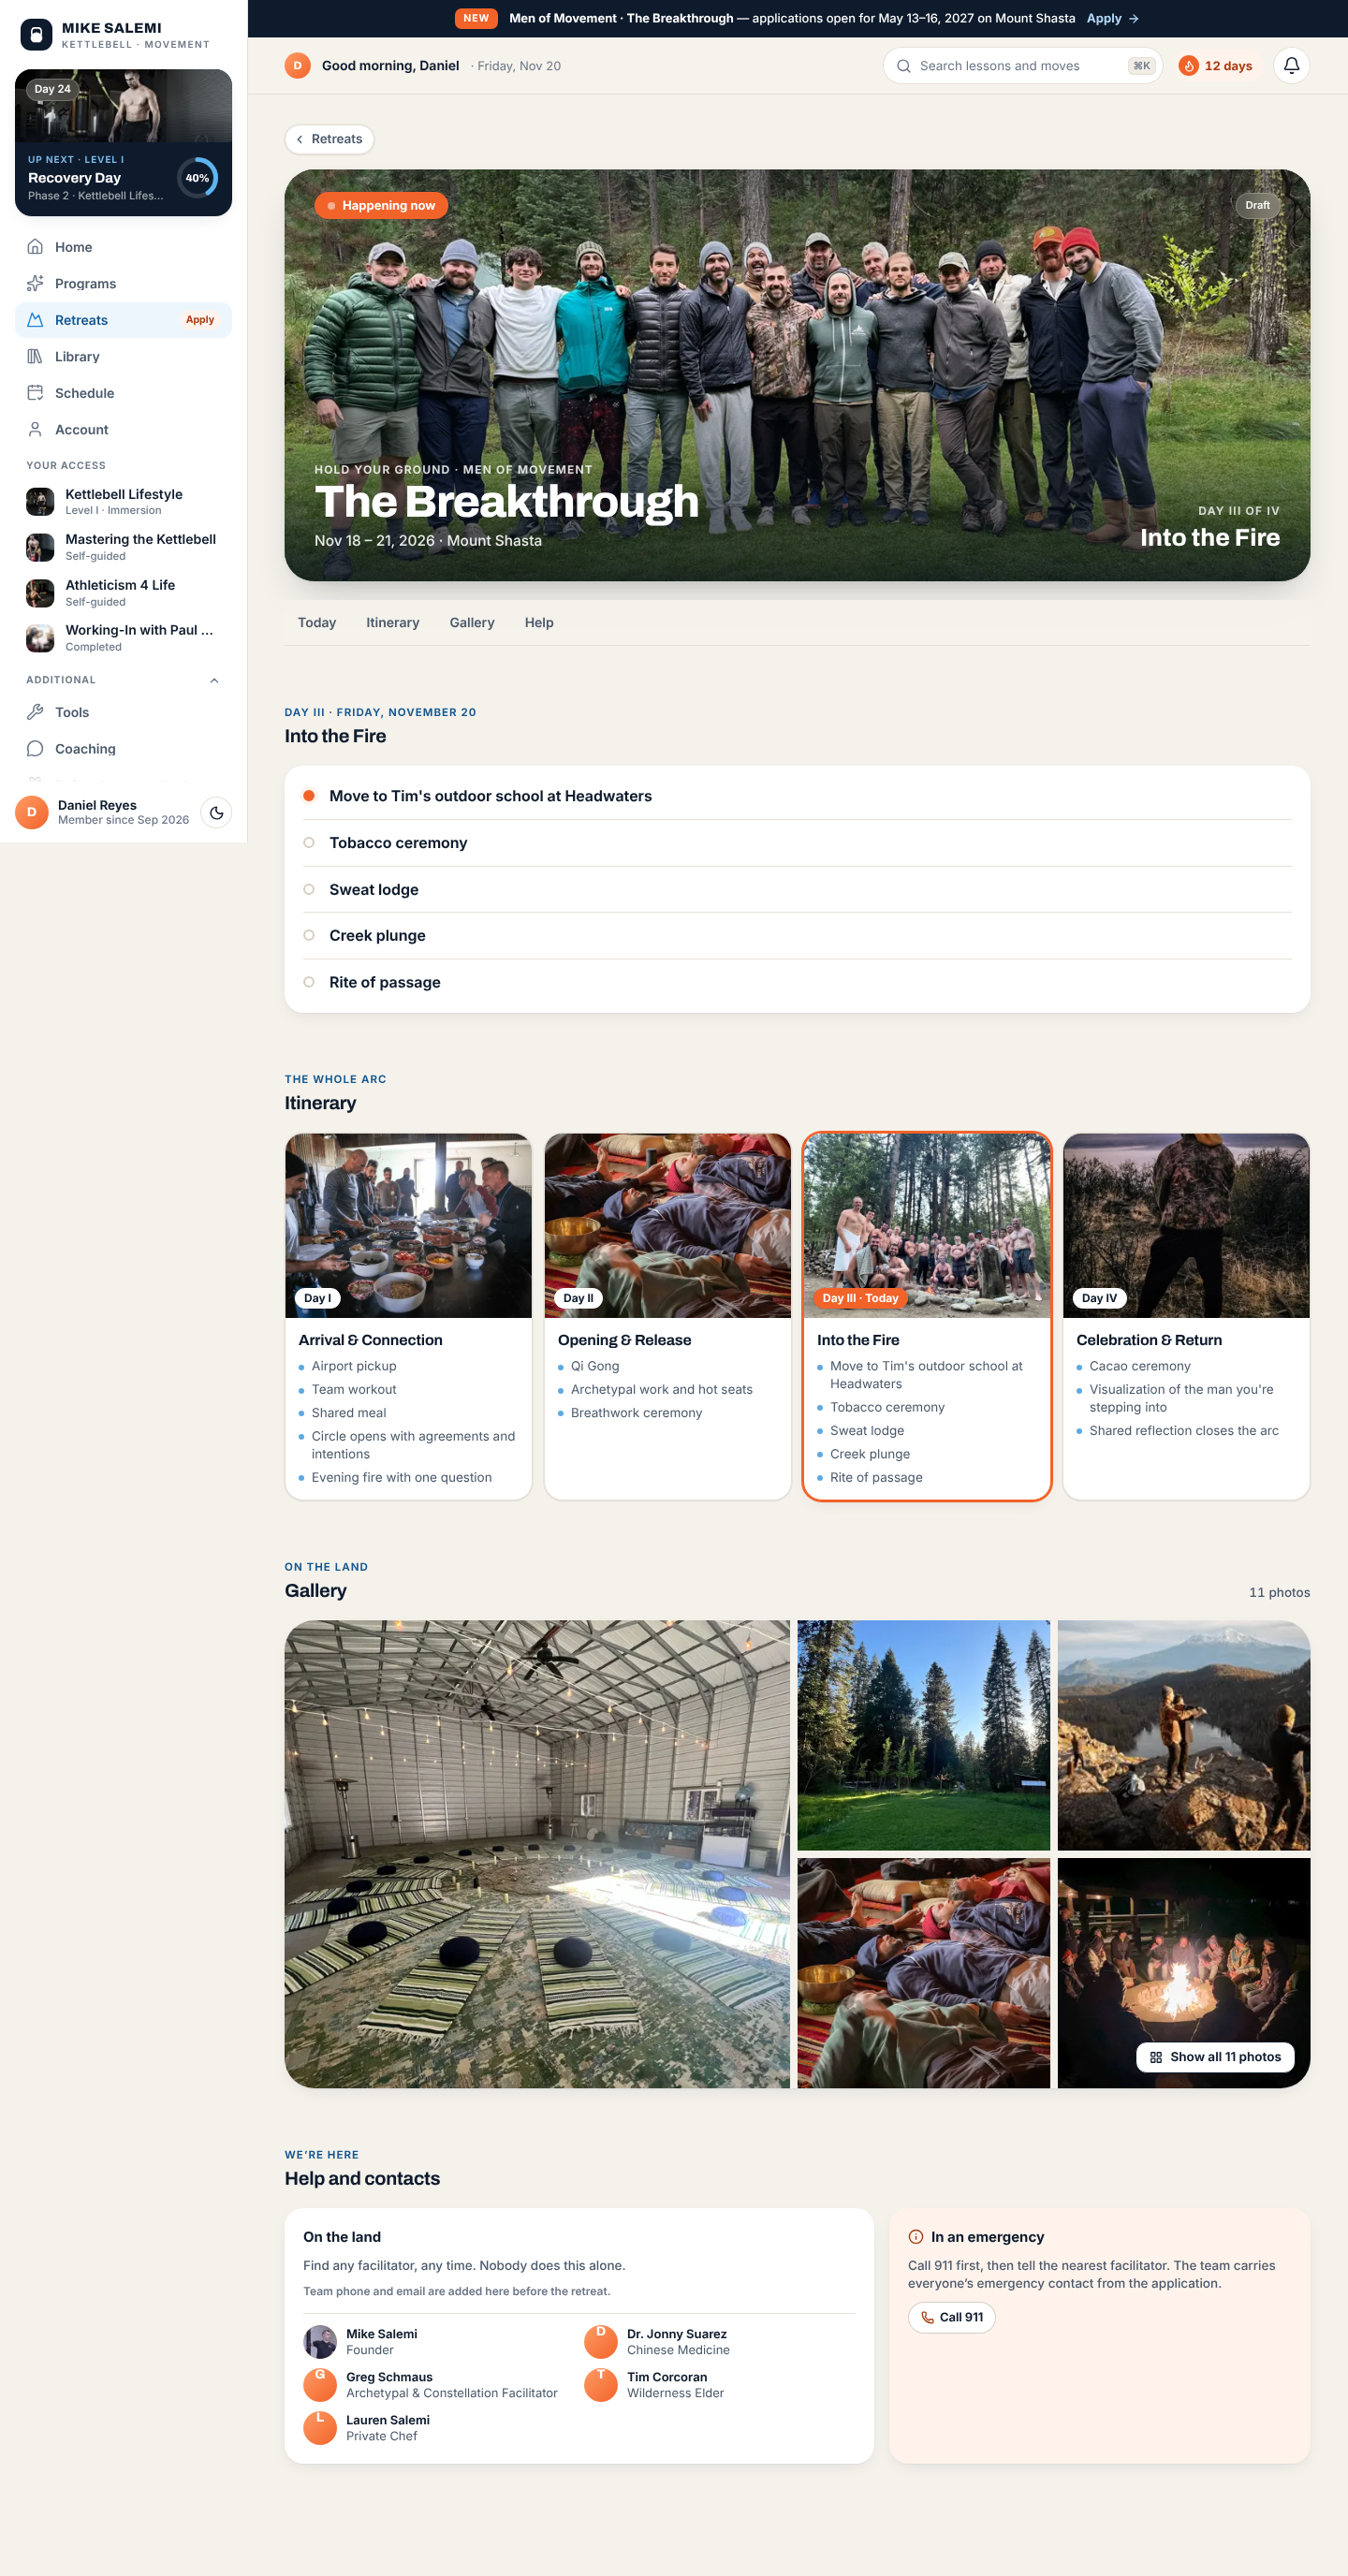 MIKE SALEMI
KETTLEBELL · MOVEMENT
Day 24
UP NEXT · LEVEL I
Recovery Day
Phase 2 · Kettlebell Lifes...
40%
Home
Programs
Retreats
Apply
Library
Schedule
Account
YOUR ACCESS
Kettlebell Lifestyle
Level I · Immersion
Mastering the Kettlebell
Self-guided
Athleticism 4 Life
Self-guided
Working-In with Paul ...
Completed
ADDITIONAL
Tools
Coaching
D
Daniel Reyes
Member since Sep 2026
NEW Men of Movement · The Breakthrough — applications open for May 13–16, 2027 on Mount Shasta Apply →
D
Good morning, Daniel · Friday, Nov 20
Search lessons and moves
⌘K
12 days
Retreats
Happening now
Draft
HOLD YOUR GROUND · MEN OF MOVEMENT
The Breakthrough
Nov 18 – 21, 2026 · Mount Shasta
DAY III OF IV
Into the Fire
Today
Itinerary
Gallery
Help
DAY III · FRIDAY, NOVEMBER 20
Into the Fire
Move to Tim's outdoor school at Headwaters
Tobacco ceremony
Sweat lodge
Creek plunge
Rite of passage
THE WHOLE ARC
Itinerary
Day I
Arrival & Connection
Airport pickup
Team workout
Shared meal
Circle opens with agreements and
intentions
Evening fire with one question
Day II
Opening & Release
Qi Gong
Archetypal work and hot seats
Breathwork ceremony
Day III · Today
Into the Fire
Move to Tim's outdoor school at
Headwaters
Tobacco ceremony
Sweat lodge
Creek plunge
Rite of passage
Day IV
Celebration & Return
Cacao ceremony
Visualization of the man you're
stepping into
Shared reflection closes the arc
ON THE LAND
Gallery
11 photos
Show all 11 photos
WE'RE HERE
Help and contacts
On the land
Find any facilitator, any time. Nobody does this alone.
Team phone and email are added here before the retreat.
Mike Salemi
Founder
D
Dr. Jonny Suarez
Chinese Medicine
G
Greg Schmaus
Archetypal & Constellation Facilitator
T
Tim Corcoran
Wilderness Elder
L
Lauren Salemi
Private Chef
In an emergency
Call 911 first, then tell the nearest facilitator. The team carries
everyone's emergency contact from the application.
Call 911